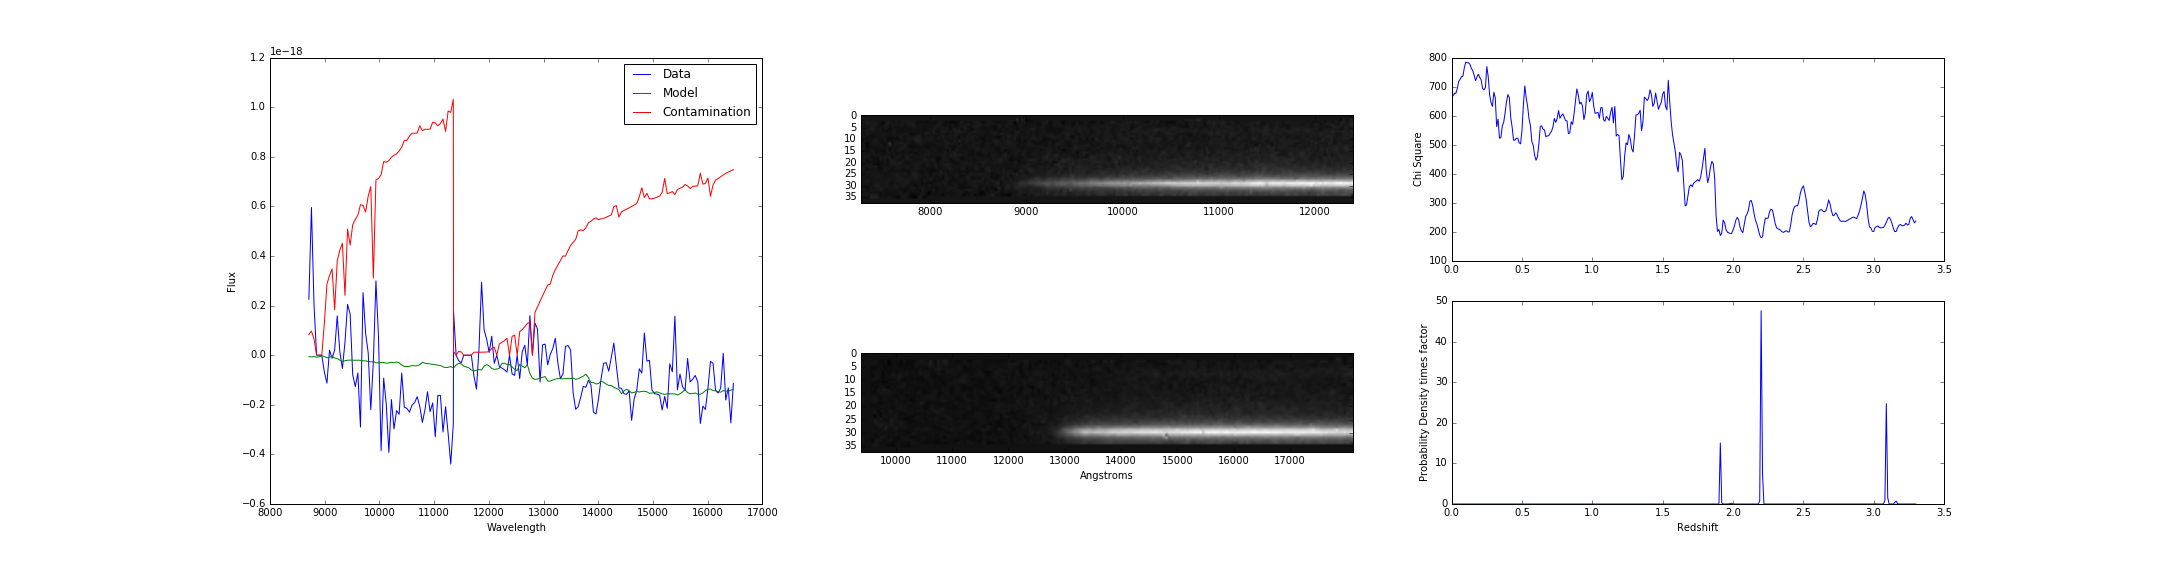 1e−18
1.2
1.0
0.8
0.6
0.4
0.2
0.0
−0.2
−0.4
−0.6
Flux
Data
Model
Contamination
8000 9000 10000 11000 12000 13000 14000 15000 16000 17000
Wavelength
0
5
10
15
20
25
30
35
8000 9000 10000 11000 12000
0
5
10
15
20
25
30
35
10000 11000 12000 13000 14000 15000 16000 17000
Angstroms
800
700
600
500
400
300
200
100
Chi Square
0.0 0.5 1.0 1.5 2.0 2.5 3.0 3.5
50
40
30
20
10
0
Probability Density times factor
0.0 0.5 1.0 1.5 2.0 2.5 3.0 3.5
Redshift